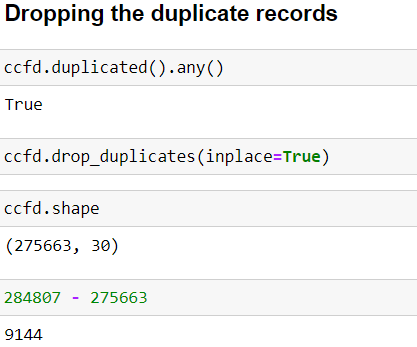 Dropping the duplicate records
ccfd.duplicated().any()
True
ccfd.drop_duplicates(inplace=True)
ccfd.shape
(275663, 30)
284807 - 275663
9144